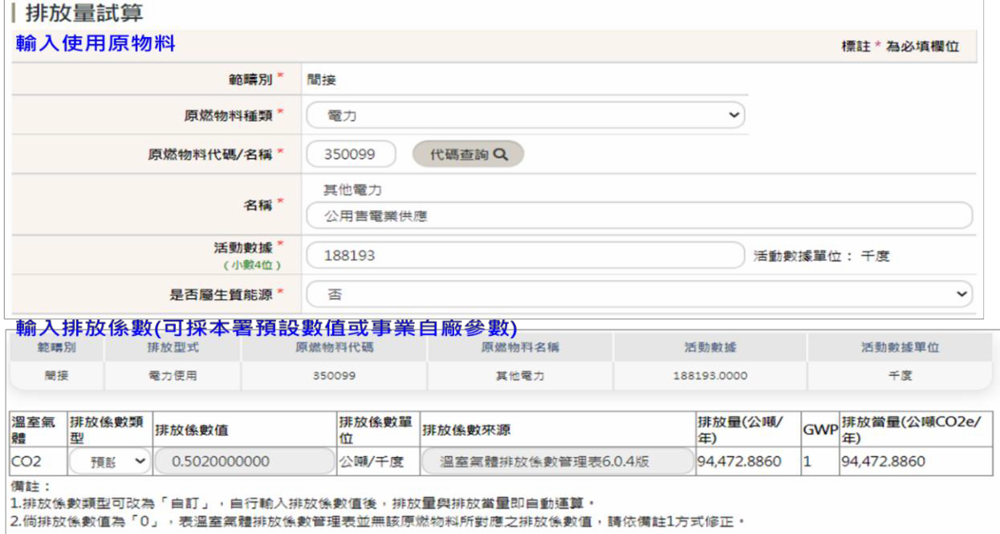 排放量試算
輸入使用原物料
標註 * 為必填欄位
範疇別 * 間接
原燃物料種類 * 電力
原燃物料代碼/名稱 * 350099 代碼查詢
名稱 * 其他電力
公用售電業供應
活動數據 * (小數4位) 188193 活動數據單位： 千度
是否屬生質能源 * 否
輸入排放係數(可採本署預設數值或事業自廠參數)
範疇別 排放型式 原燃物料代碼 原燃物料名稱 活動數據 活動數據單位
間接 電力使用 350099 其他電力 188193.0000 千度
溫室氣體 排放係數類型 排放係數值 排放係數單位 排放係數來源 排放量(公噸/年) GWP 排放當量(公噸CO2e/年)
CO2 預設 0.5020000000 公噸/千度 溫室氣體排放係數管理表6.0.4版 94,472.8860 1 94,472.8860
備註：
1.排放係數類型可改為「自訂」，自行輸入排放係數值後，排放量與排放當量即自動運算。
2.倘排放係數值為「0」，表溫室氣體排放係數管理表並無該原燃物料所對應之排放係數值，請依備註1方式修正。